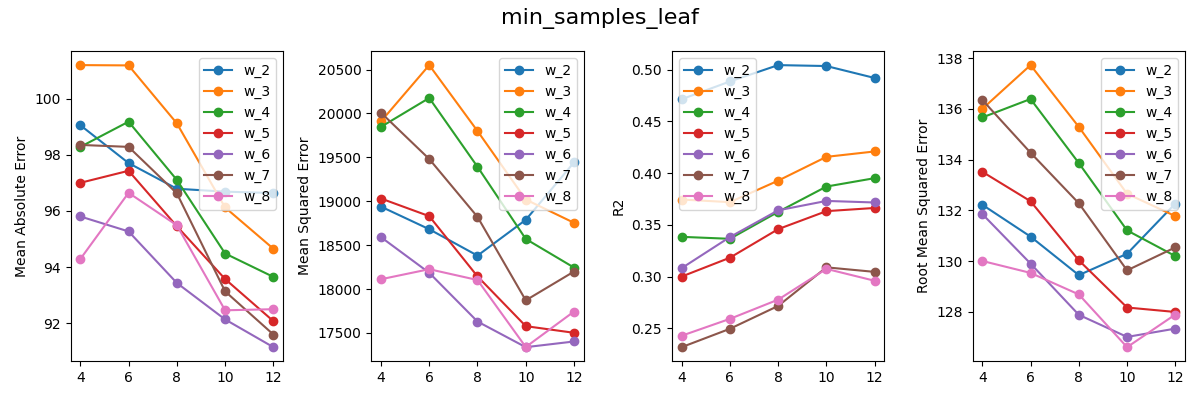 min_samples_leaf
Mean Absolute Error
100
98
96
94
92
4 6 8 10 12
w_2
w_3
w_4
w_5
w_6
w_7
w_8
Mean Squared Error
20500
20000
19500
19000
18500
18000
17500
4 6 8 10 12
w_2
w_3
w_4
w_5
w_6
w_7
w_8
R2
0.50
0.45
0.40
0.35
0.30
0.25
4 6 8 10 12
w_2
w_3
w_4
w_5
w_6
w_7
w_8
Root Mean Squared Error
138
136
134
132
130
128
4 6 8 10 12
w_2
w_3
w_4
w_5
w_6
w_7
w_8